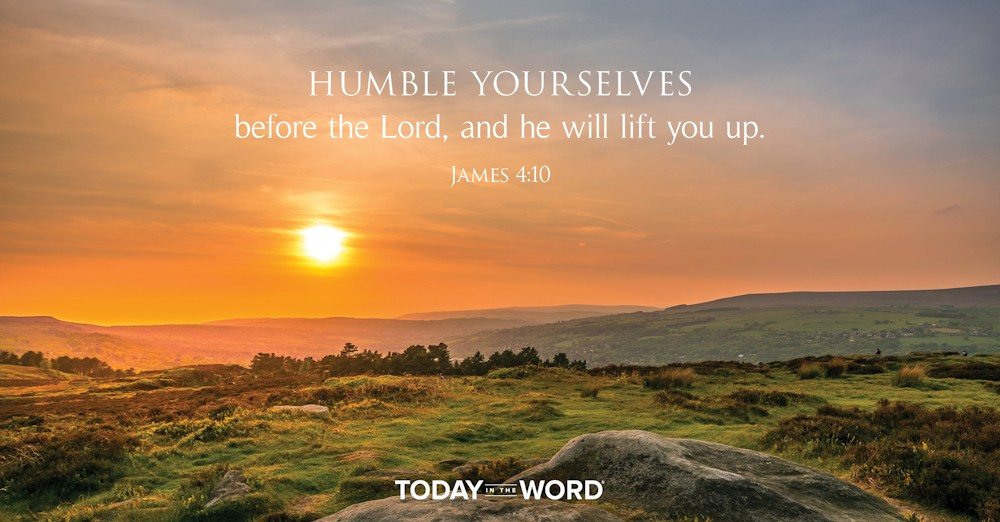 HUMBLE YOURSELVES
before the Lord, and he will lift you up.
JAMES 4:10
TODAY IN THE WORD®